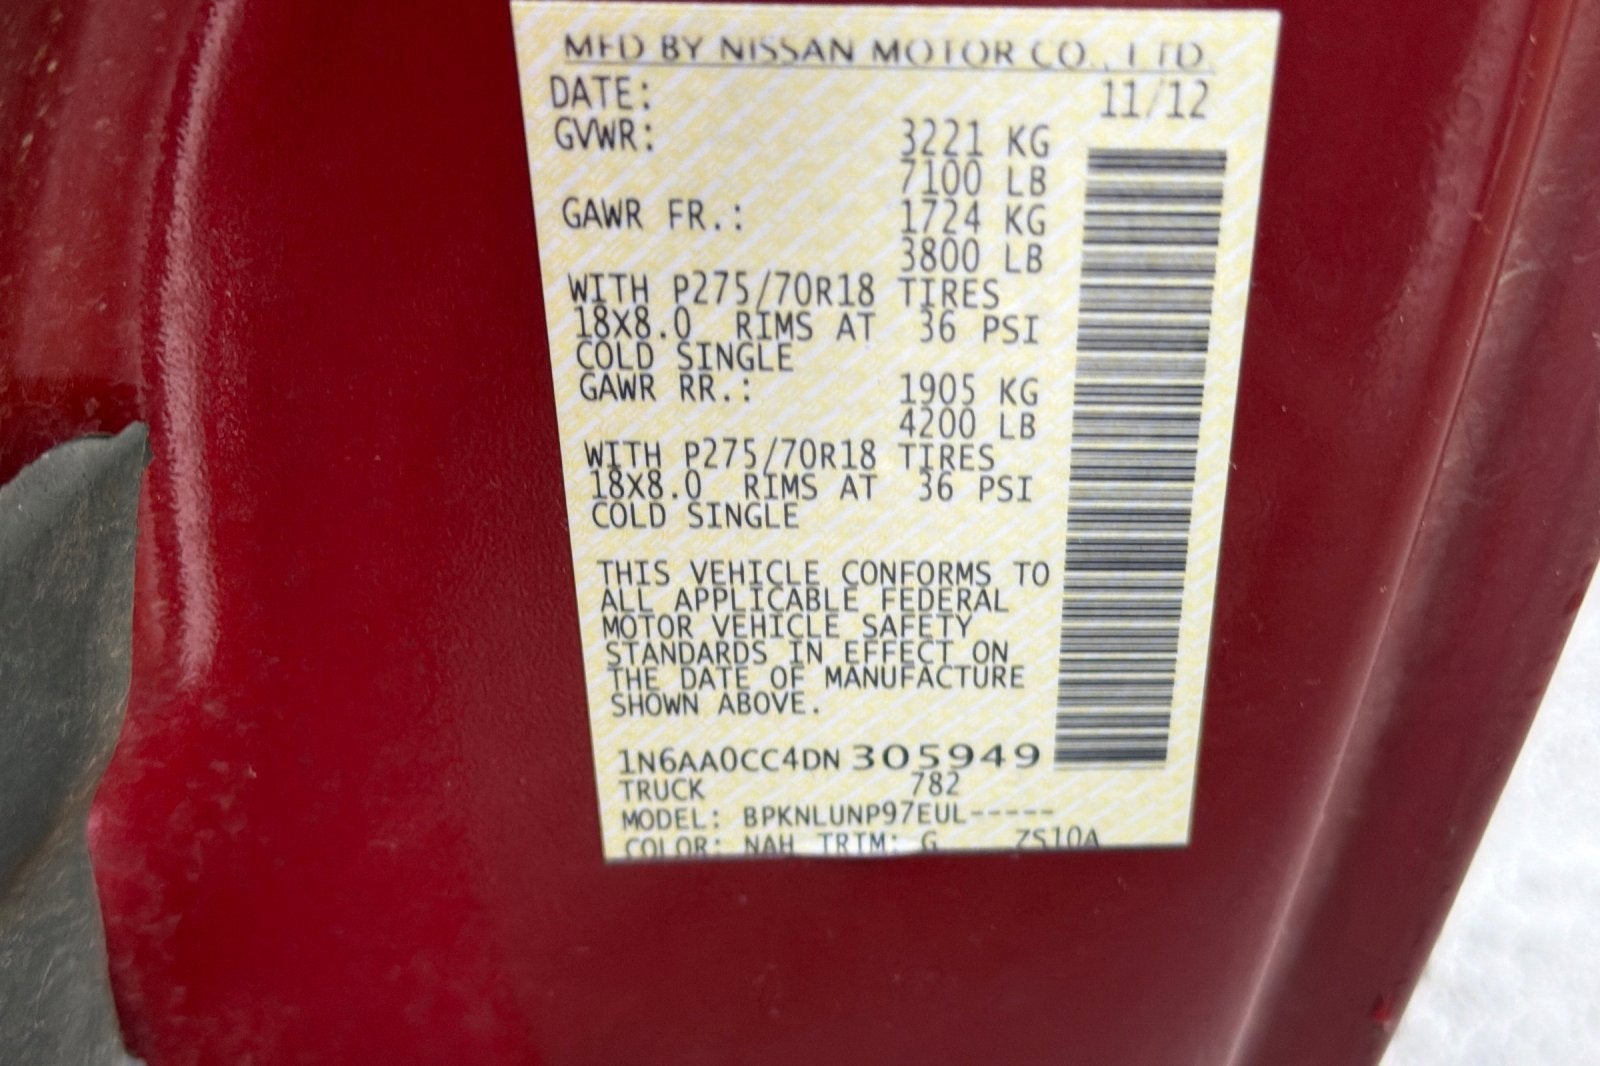 MFD BY NISSAN MOTOR CO., LTD.
DATE: 11/12
GVWR: 3221 KG
7100 LB
GAWR FR.: 1724 KG
3800 LB
WITH P275/70R18 TIRES
18X8.0 RIMS AT 36 PSI
COLD SINGLE
GAWR RR.: 1905 KG
4200 LB
WITH P275/70R18 TIRES
18X8.0 RIMS AT 36 PSI
COLD SINGLE
THIS VEHICLE CONFORMS TO
ALL APPLICABLE FEDERAL
MOTOR VEHICLE SAFETY
STANDARDS IN EFFECT ON
THE DATE OF MANUFACTURE
SHOWN ABOVE.
1N6AA0CC4DN305949
TRUCK 782
MODEL: BPKNLUNP97EUL-----
COLOR: NAH TRIM: G ZS10A